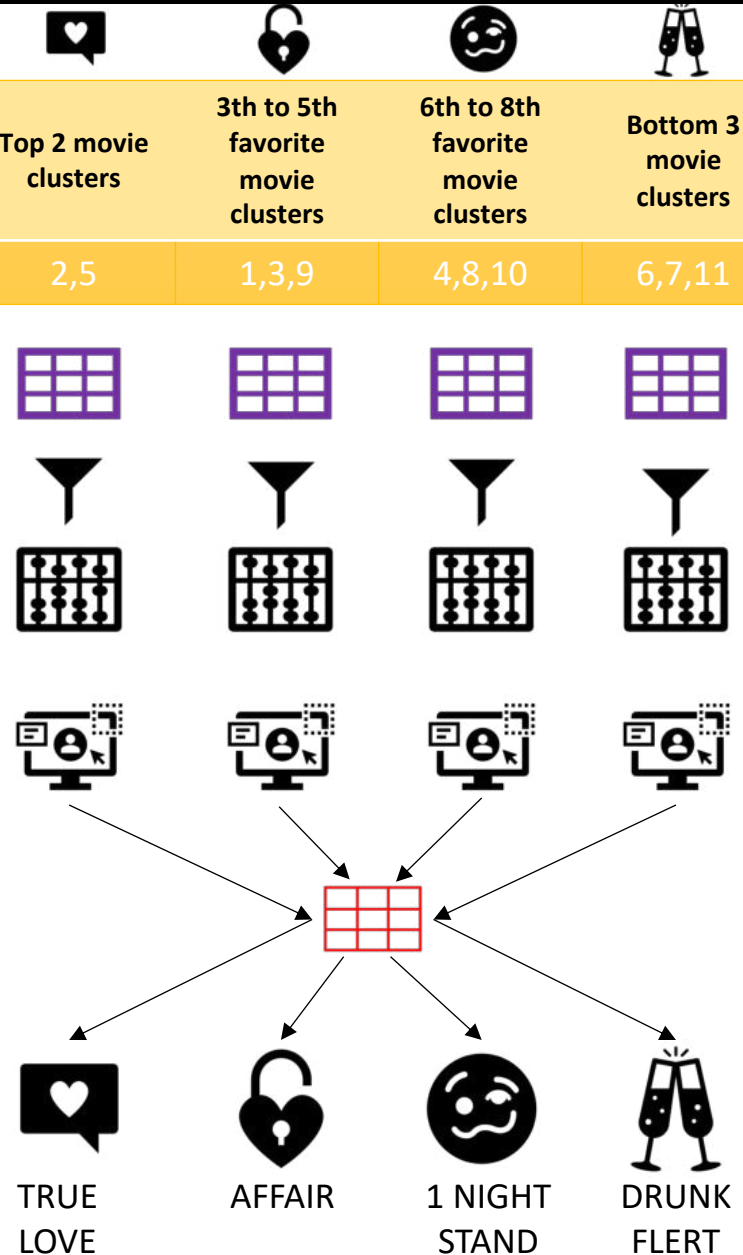 Top 2 movie
clusters
3th to 5th
favorite
movie
clusters
6th to 8th
favorite
movie
clusters
Bottom 3
movie
clusters
2,5
1,3,9
4,8,10
6,7,11
TRUE
LOVE
AFFAIR
1 NIGHT
STAND
DRUNK
FLERT